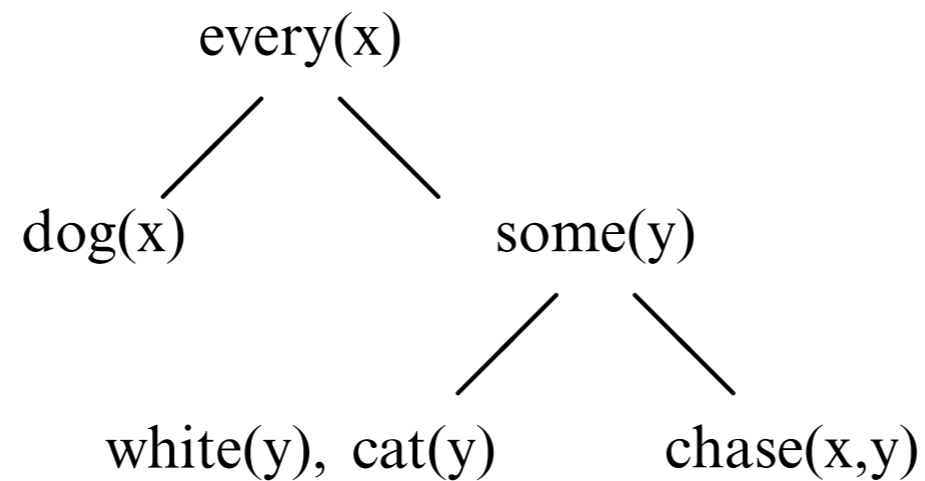 every(x)
dog(x) some(y)
white(y), cat(y) chase(x,y)